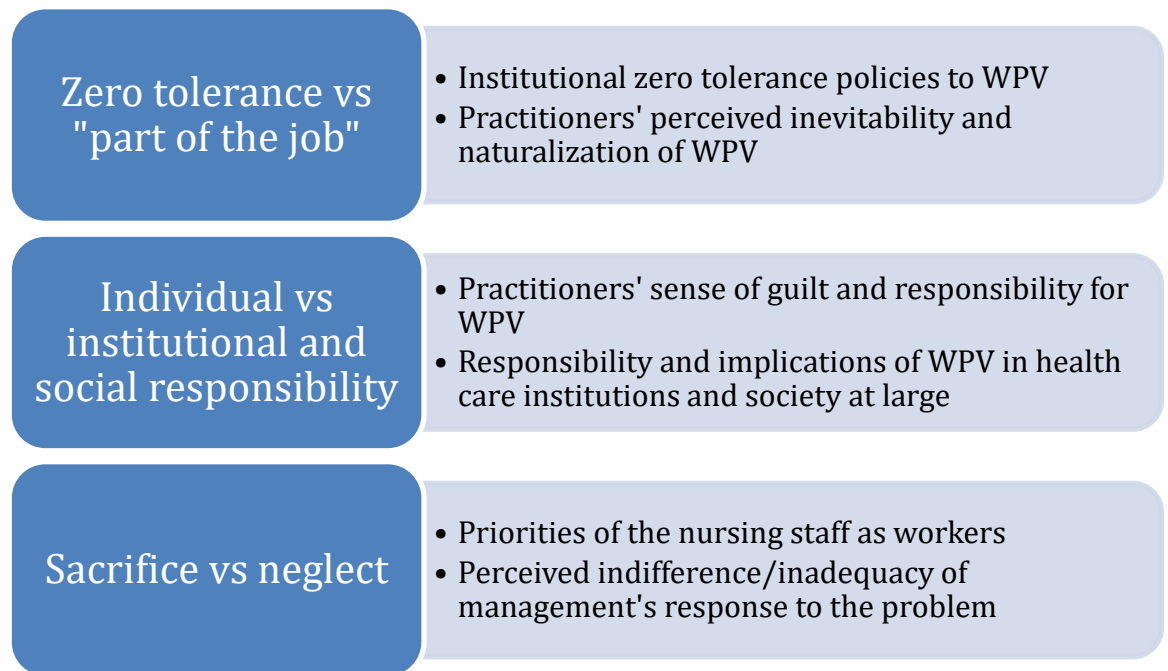 Zero tolerance vs
"part of the job"
• Institutional zero tolerance policies to WPV
• Practitioners' perceived inevitability and
naturalization of WPV
Individual vs
institutional and
social responsibility
• Practitioners' sense of guilt and responsibility for
WPV
• Responsibility and implications of WPV in health
care institutions and society at large
Sacrifice vs neglect
• Priorities of the nursing staff as workers
• Perceived indifference/inadequacy of
management's response to the problem